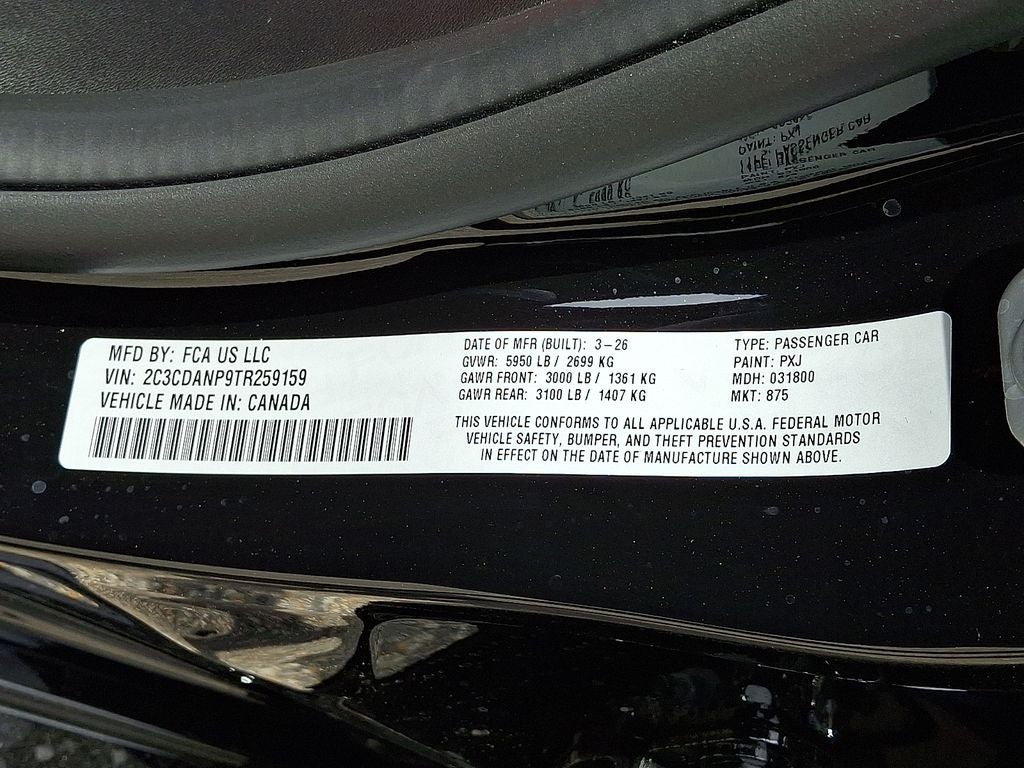 MFD BY: FCA US LLC
VIN: 2C3CDANP9TR259159
VEHICLE MADE IN: CANADA
DATE OF MFR (BUILT): 3-26
GVWR: 5950 LB / 2699 KG
GAWR FRONT: 3000 LB / 1361 KG
GAWR REAR: 3100 LB / 1407 KG
TYPE: PASSENGER CAR
PAINT: PXJ
MDH: 031800
MKT: 875
THIS VEHICLE CONFORMS TO ALL APPLICABLE U.S.A. FEDERAL MOTOR
VEHICLE SAFETY, BUMPER, AND THEFT PREVENTION STANDARDS
IN EFFECT ON THE DATE OF MANUFACTURE SHOWN ABOVE.